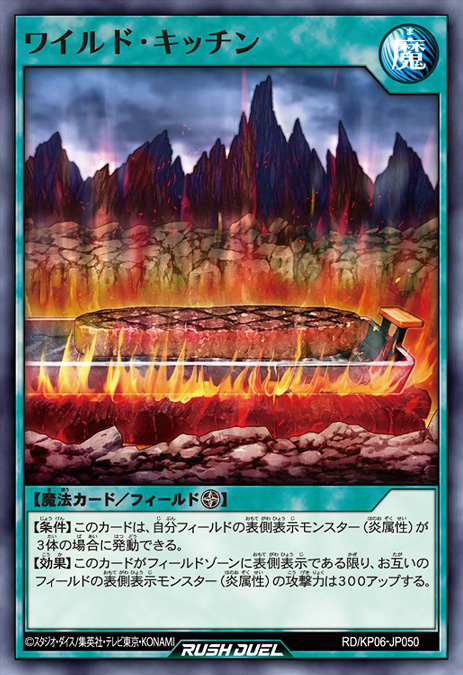 ワイルド・キッチン
魔
【魔法カード/フィールド】
【条件】このカードは、自分フィールドの表側表示モンスター(炎属性)が
3体の場合に発動できる。
【効果】このカードがフィールドゾーンに表側表示である限り、お互いの
フィールドの表側表示モンスター(炎属性)の攻撃力は300アップする。
©スタジオ・ダイス/集英社・テレビ東京・KONAMI
RUSH DUEL
RD/KP06-JP050